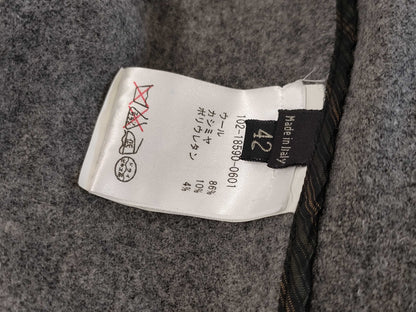 Made in Italy
42
102-18590-0601
ウール 86%
カシミヤ 10%
ポリウレタン 4%